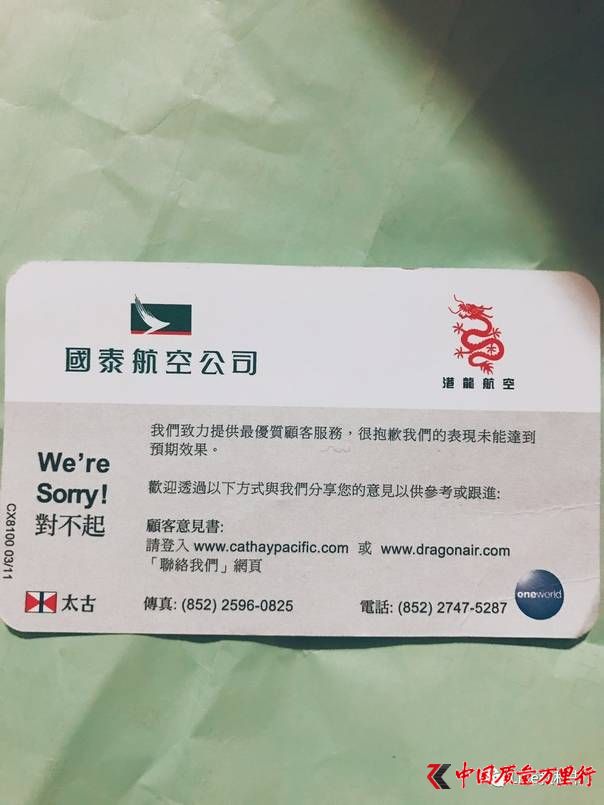 國泰航空公司
港龍航空
我們致力提供最優質顧客服務，很抱歉我們的表現未能達到
預期效果。
We're
Sorry!
對不起
歡迎透過以下方式與我們分享您的意見以供參考或跟進:
顧客意見書:
請登入 www.cathaypacific.com 或 www.dragonair.com
「聯絡我們」網頁
CX8100 03/11
太古
傳真: (852) 2596-0825
電話: (852) 2747-5287
oneworld
中国质量万里行